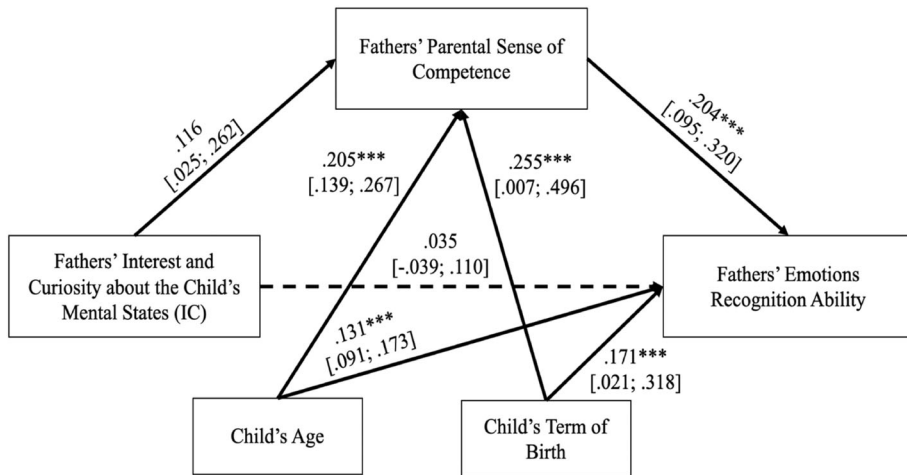 Fathers' Parental Sense of
Competence
.116
[.025; .262]
.204***
[.095; .320]
.205***
[.139; .267]
.255***
[.007; .496]
Fathers' Interest and
Curiosity about the Child's
Mental States (IC)
.035
[-.039; .110]
Fathers' Emotions
Recognition Ability
.131***
[.091; .173]
.171***
[.021; .318]
Child's Age
Child's Term of
Birth